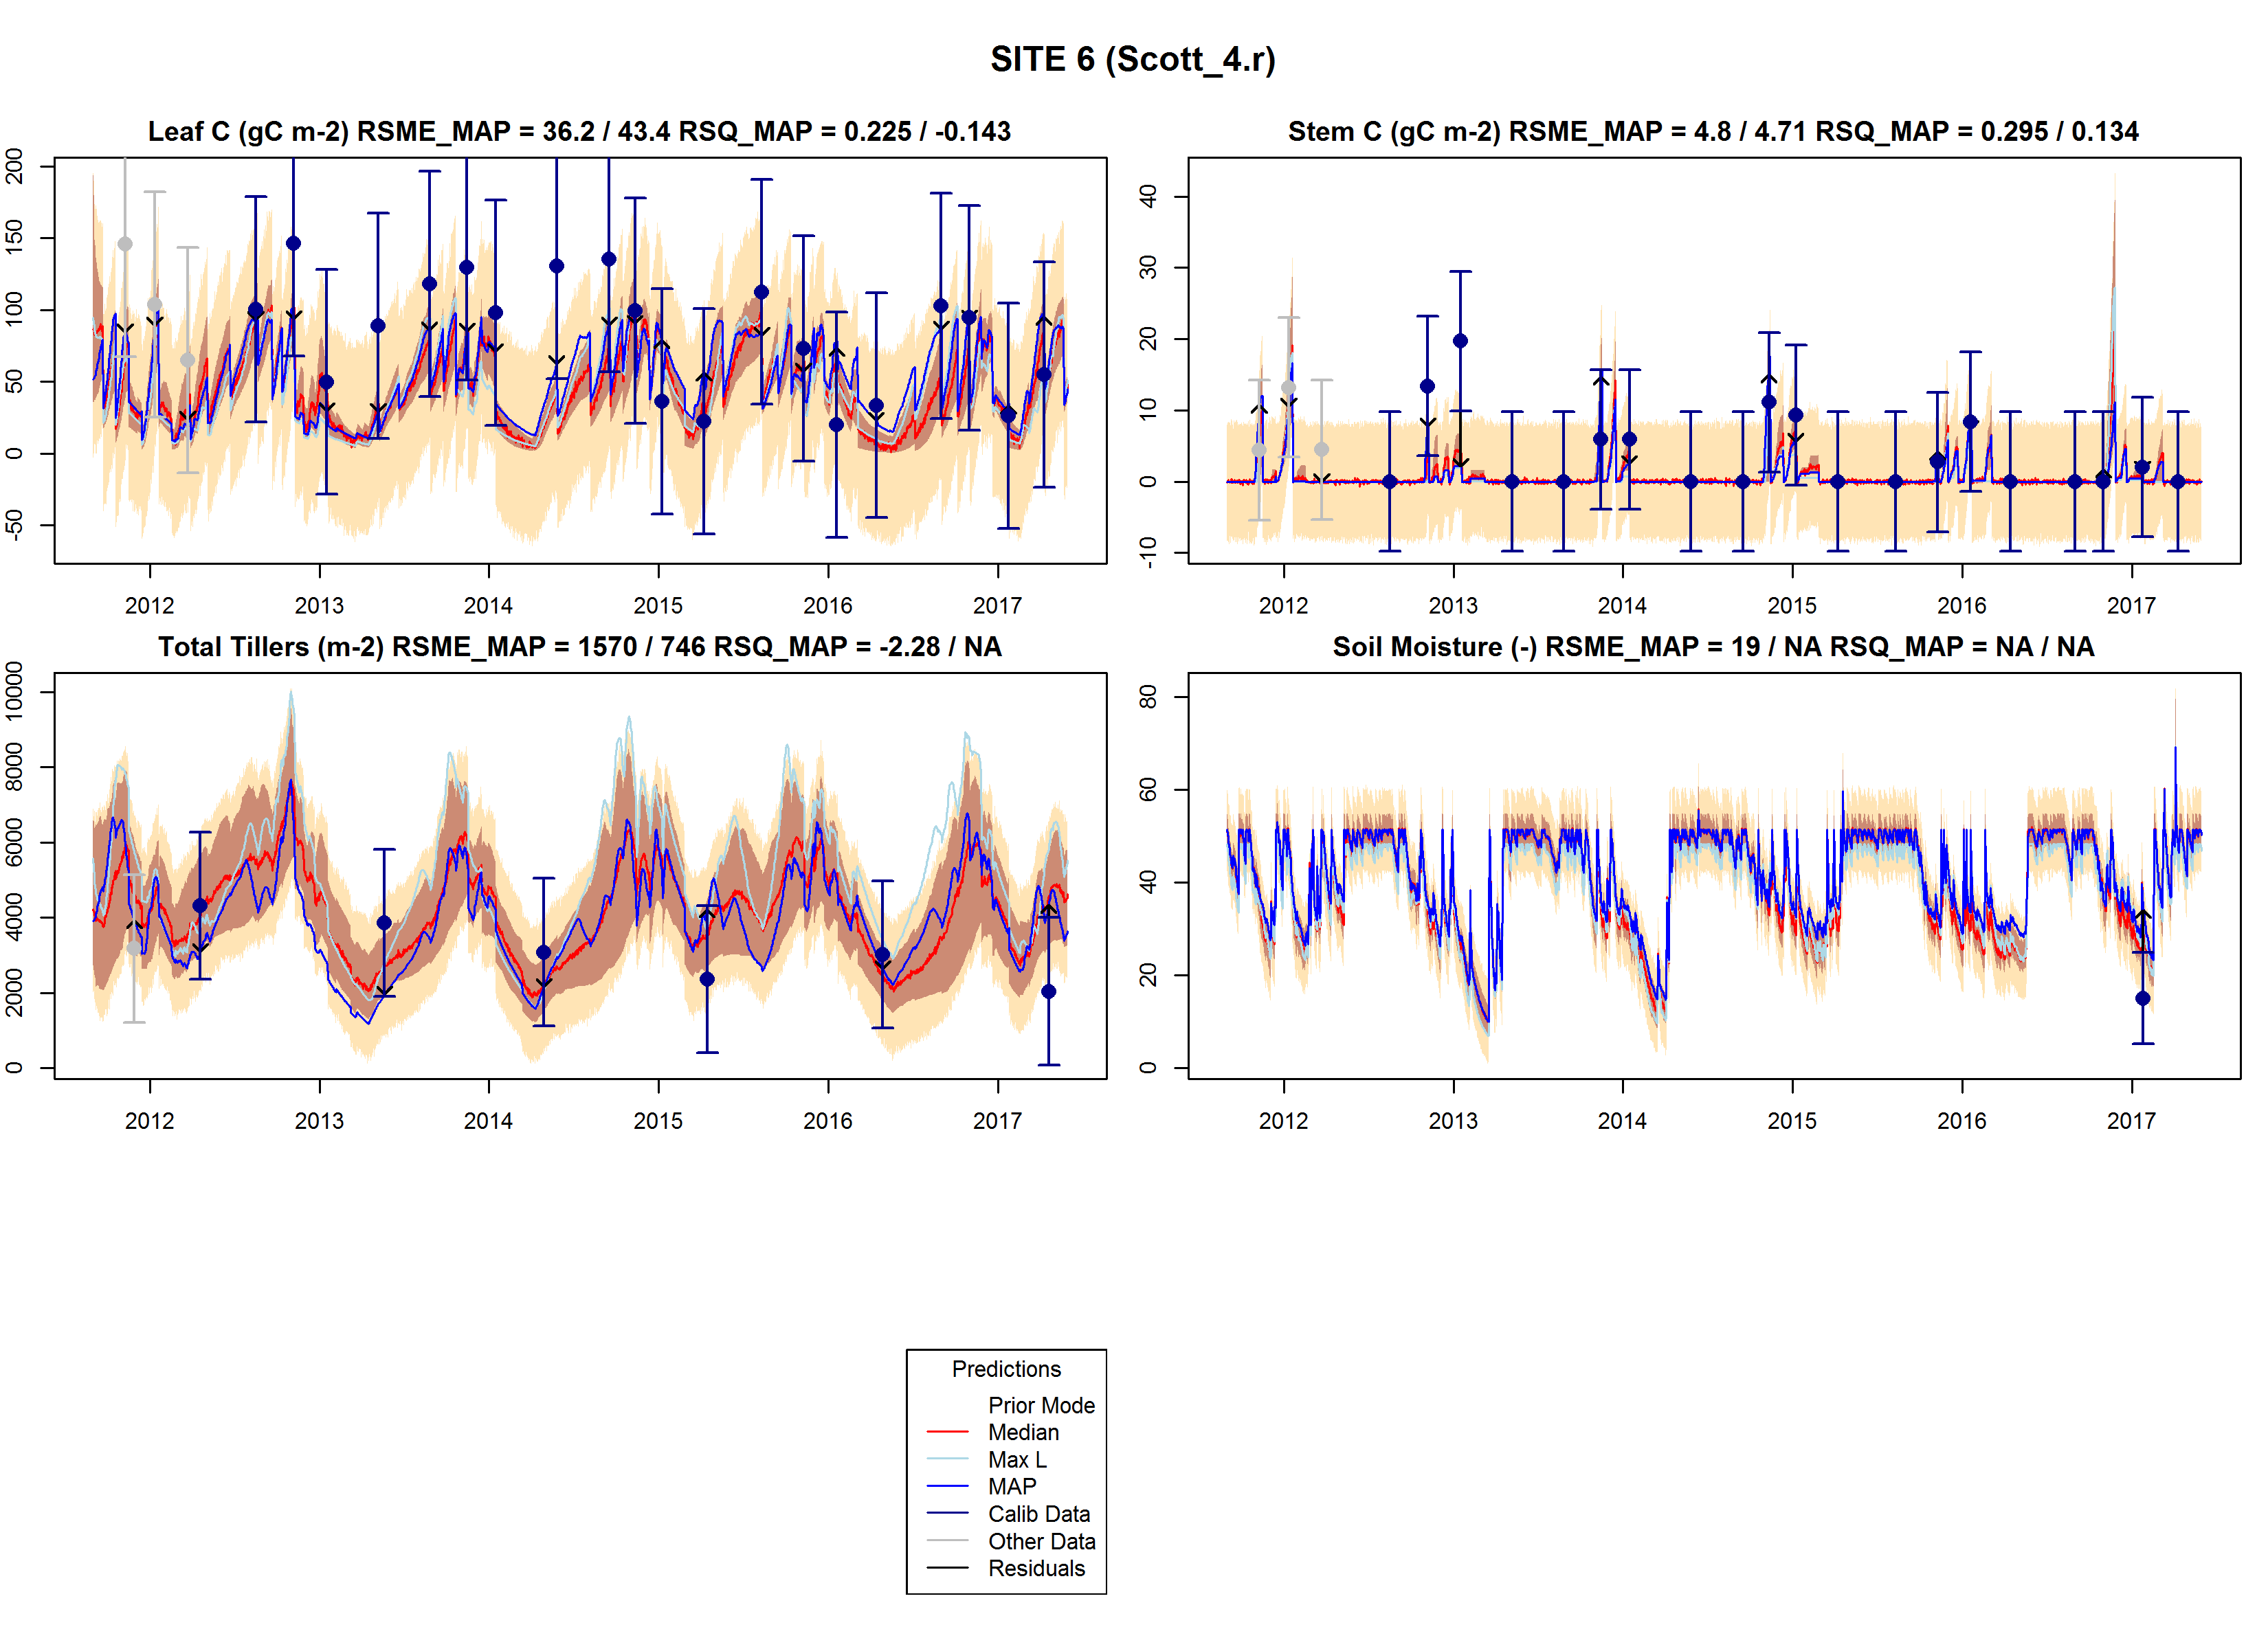 SITE 6 (Scott_4.r)
Leaf C (gC m-2) RSME_MAP = 36.2 / 43.4 RSQ_MAP = 0.225 / -0.143
200
150
100
50
0
-50
2012 2013 2014 2015 2016 2017
Stem C (gC m-2) RSME_MAP = 4.8 / 4.71 RSQ_MAP = 0.295 / 0.134
40
30
20
10
0
-10
2012 2013 2014 2015 2016 2017
Total Tillers (m-2) RSME_MAP = 1570 / 746 RSQ_MAP = -2.28 / NA
10000
8000
6000
4000
2000
0
2012 2013 2014 2015 2016 2017
Soil Moisture (-) RSME_MAP = 19 / NA RSQ_MAP = NA / NA
80
60
40
20
0
2012 2013 2014 2015 2016 2017
Predictions
Prior Mode
Median
Max L
MAP
Calib Data
Other Data
Residuals